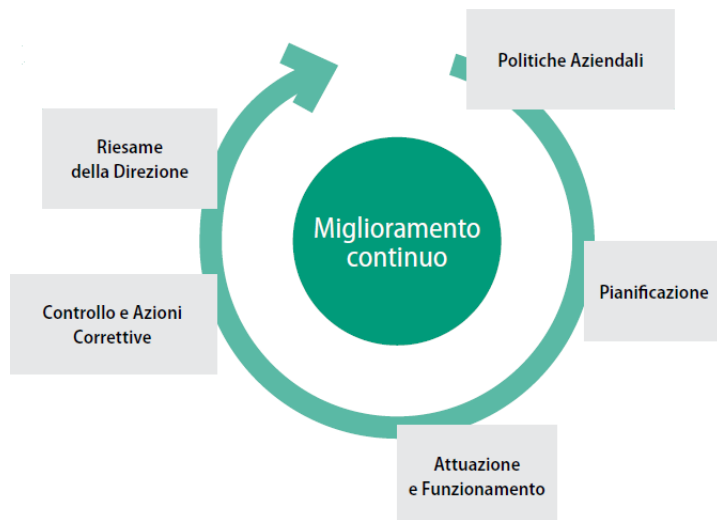 Politiche Aziendali
Riesame
della Direzione
Miglioramento
continuo
Pianificazione
Controllo e Azioni
Correttive
Attuazione
e Funzionamento